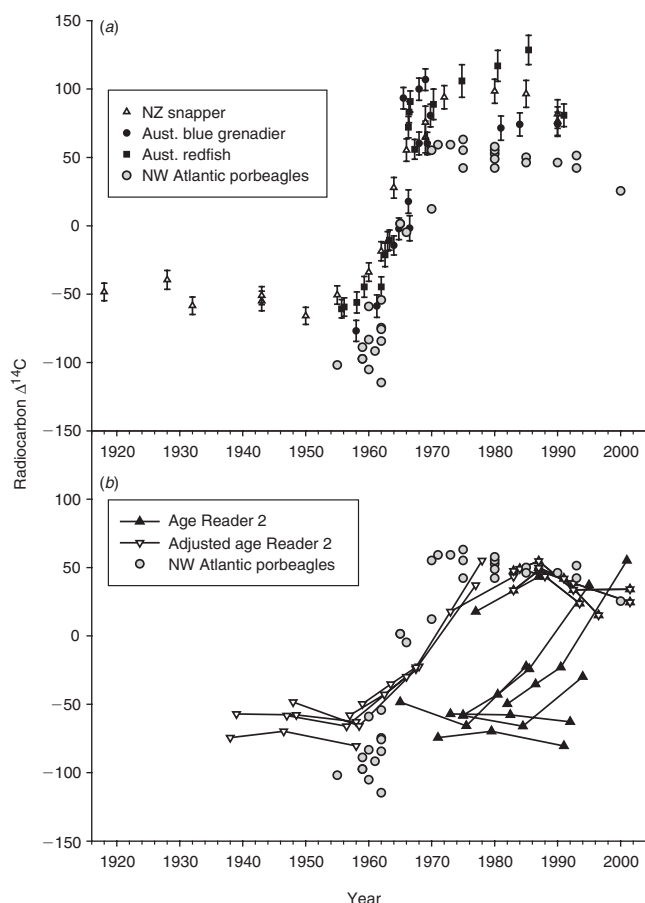 (a)
150
100
50
0
−50
−100
−150
NZ snapper
Aust. blue grenadier
Aust. redfish
NW Atlantic porbeagles
1920 1930 1940 1950 1960 1970 1980 1990 2000
Radiocarbon Δ¹⁴C
(b)
100
50
0
−50
−100
−150
Age Reader 2
Adjusted age Reader 2
NW Atlantic porbeagles
1920 1930 1940 1950 1960 1970 1980 1990 2000
Year